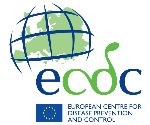 ecdc
EUROPEAN CENTRE FOR
DISEASE PREVENTION
AND CONTROL